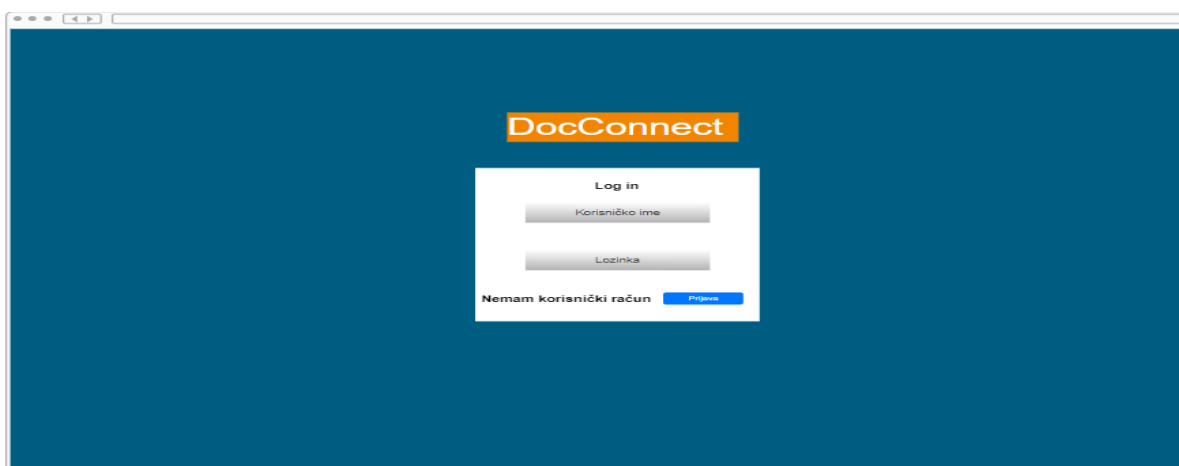 DocConnect
Log in
Korisničko ime
Lozinka
Nemam korisnički račun Prijava